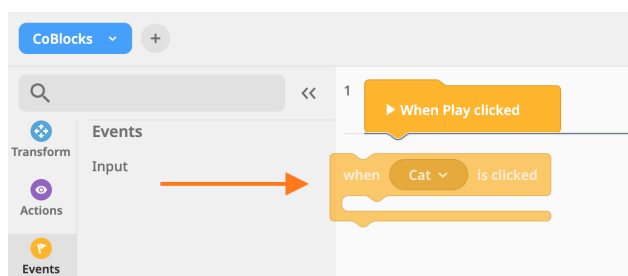 CoBlocks
+
1
When Play clicked
Transform
Events
Input
when Cat is clicked
Actions
Events